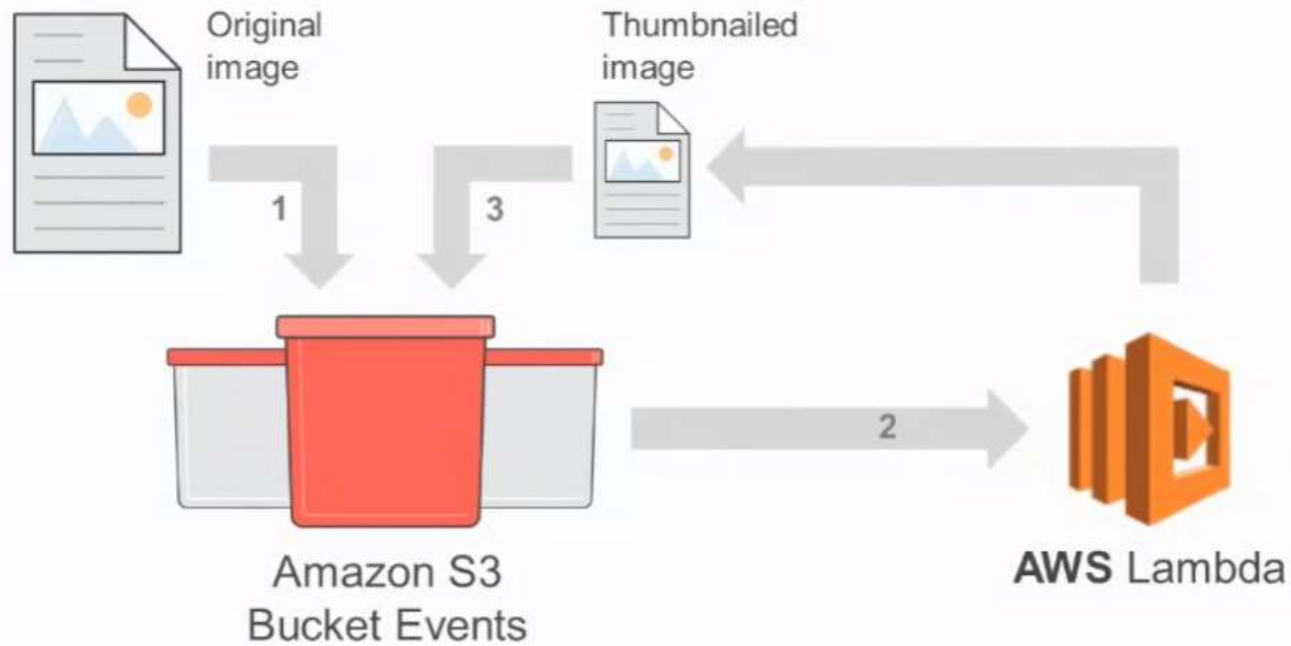 Original
image
Thumbnailed
image
1
3
2
Amazon S3
Bucket Events
AWS Lambda